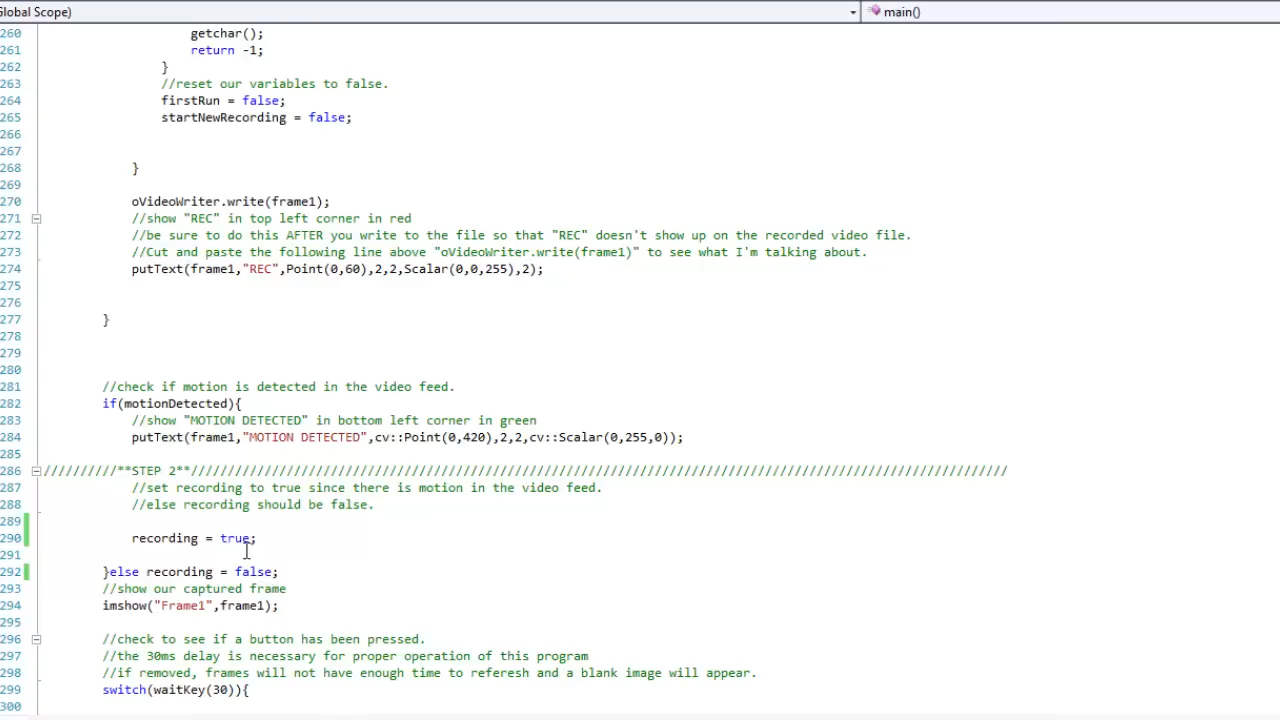 Global Scope) main()
260 getchar();
261 return -1;
262 }
263 //reset our variables to false.
264 firstRun = false;
265 startNewRecording = false;
266
267
268 }
269
270 oVideoWriter.write(frame1);
271 //show "REC" in top left corner in red
272 //be sure to do this AFTER you write to the file so that "REC" doesn't show up on the recorded video file.
273 //Cut and paste the following line above "oVideoWriter.write(frame1)" to see what I'm talking about.
274 putText(frame1,"REC",Point(0,60),2,2,Scalar(0,0,255),2);
275
276
277 }
278
279
280
281 //check if motion is detected in the video feed.
282 if(motionDetected){
283 //show "MOTION DETECTED" in bottom left corner in green
284 putText(frame1,"MOTION DETECTED",cv::Point(0,420),2,2,cv::Scalar(0,255,0));
285
286 //////////**STEP 2**///////////////////////////////////////////////////////////////////////////////////////////////////////////////
287 //set recording to true since there is motion in the video feed.
288 //else recording should be false.
289
290 recording = true;
291
292 }else recording = false;
293 //show our captured frame
294 imshow("Frame1",frame1);
295
296 //check to see if a button has been pressed.
297 //the 30ms delay is necessary for proper operation of this program
298 //if removed, frames will not have enough time to referesh and a blank image will appear.
299 switch(waitKey(30)){
300